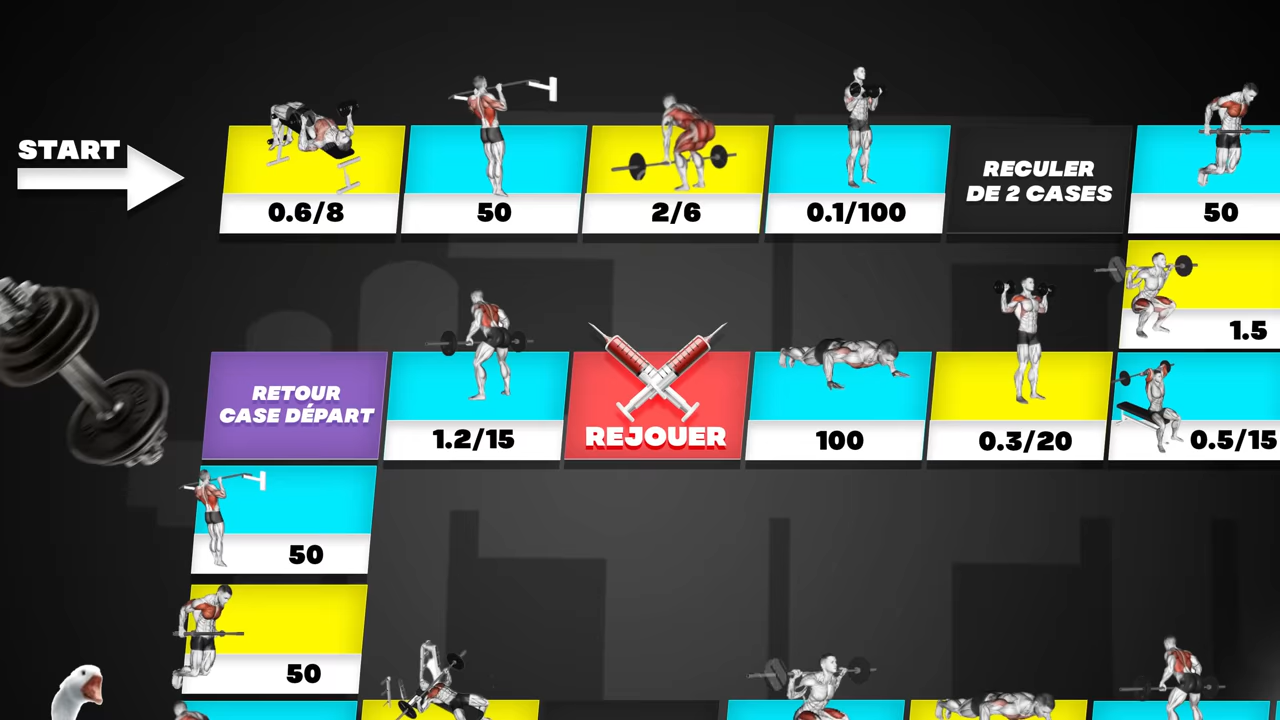 START
0.6/8
50
2/6
0.1/100
RECULER
DE 2 CASES
50
1.5
RETOUR
CASE DÉPART
1.2/15
REJOUER
100
0.3/20
0.5/15
50
50